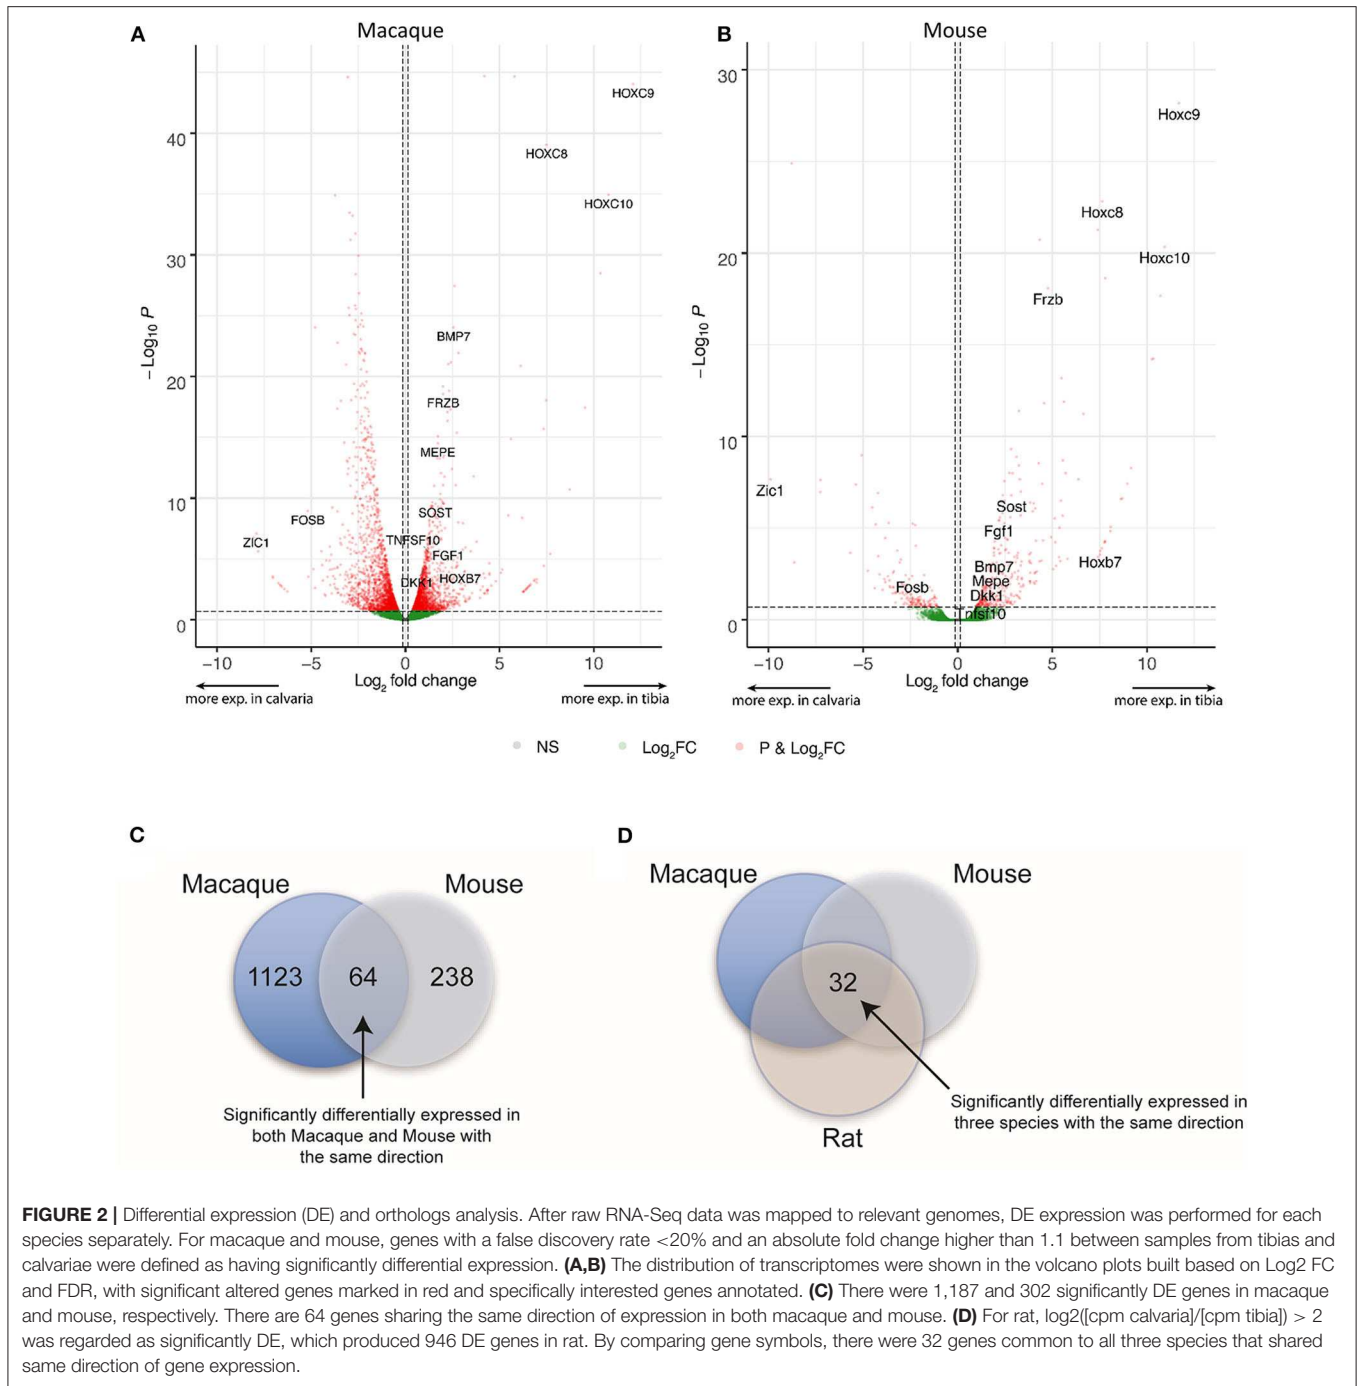 A
Macaque
HOXC9
HOXC8
HOXC10
BMP7
FRZB
MEPE
SOST
FOSB
TNFSF10
ZIC1
FGF1
DKK1
HOXB7
40
30
20
10
0
−Log10 P
−10
−5
0
5
10
Log2 fold change
more exp. in calvaria
more exp. in tibia
B
Mouse
Hoxc9
Hoxc8
Hoxc10
Frzb
Zic1
Sost
Fgf1
Hoxb7
Bmp7
Mepe
Fosb
Dkk1
nfsf10
30
20
10
0
−Log10 P
−10
−5
0
5
10
Log2 fold change
more exp. in calvaria
more exp. in tibia
NS
Log2FC
P & Log2FC
C
Macaque
Mouse
1123
64
238
Significantly differentially expressed in
both Macaque and Mouse with
the same direction
D
Macaque
Mouse
32
Rat
Significantly differentially expressed in
three species with the same direction
FIGURE 2 | Differential expression (DE) and orthologs analysis. After raw RNA-Seq data was mapped to relevant genomes, DE expression was performed for each
species separately. For macaque and mouse, genes with a false discovery rate <20% and an absolute fold change higher than 1.1 between samples from tibias and
calvariae were defined as having significantly differential expression. (A,B) The distribution of transcriptomes were shown in the volcano plots built based on Log2 FC
and FDR, with significant altered genes marked in red and specifically interested genes annotated. (C) There were 1,187 and 302 significantly DE genes in macaque
and mouse, respectively. There are 64 genes sharing the same direction of expression in both macaque and mouse. (D) For rat, log2([cpm calvaria]/[cpm tibia]) > 2
was regarded as significantly DE, which produced 946 DE genes in rat. By comparing gene symbols, there were 32 genes common to all three species that shared
same direction of gene expression.